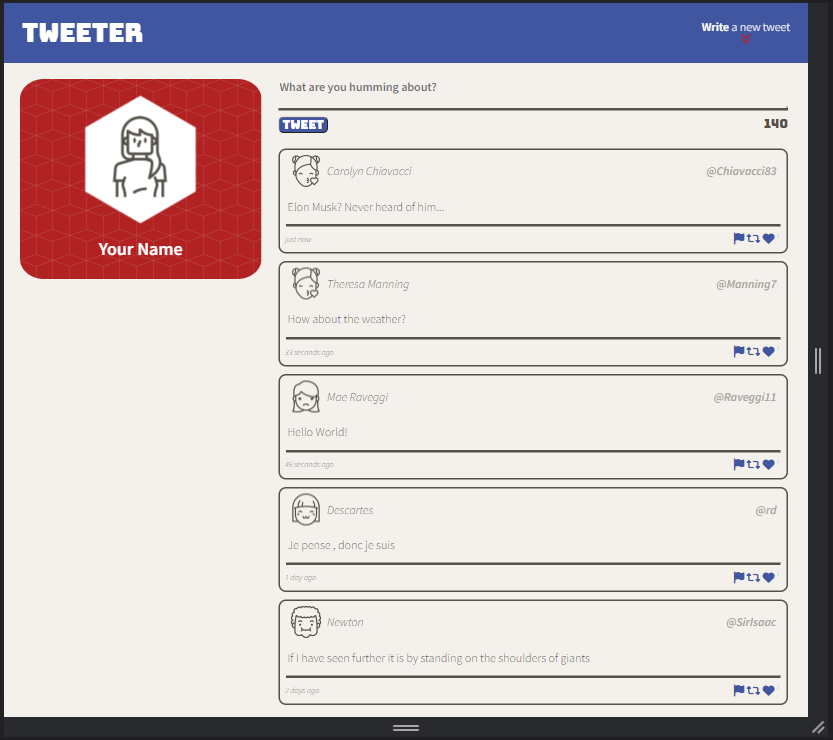 TWEETER
Write a new tweet
Your Name
What are you humming about?
TWEET
140
Carolyn Chiavacci
@Chiavacci83
Elon Musk? Never heard of him...
just now
Theresa Manning
@Manning7
How about the weather?
33 seconds ago
Mae Raveggi
@Raveggi11
Hello World!
46 seconds ago
Descartes
@rd
Je pense , donc je suis
1 day ago
Newton
@SirIsaac
If I have seen further it is by standing on the shoulders of giants
2 days ago